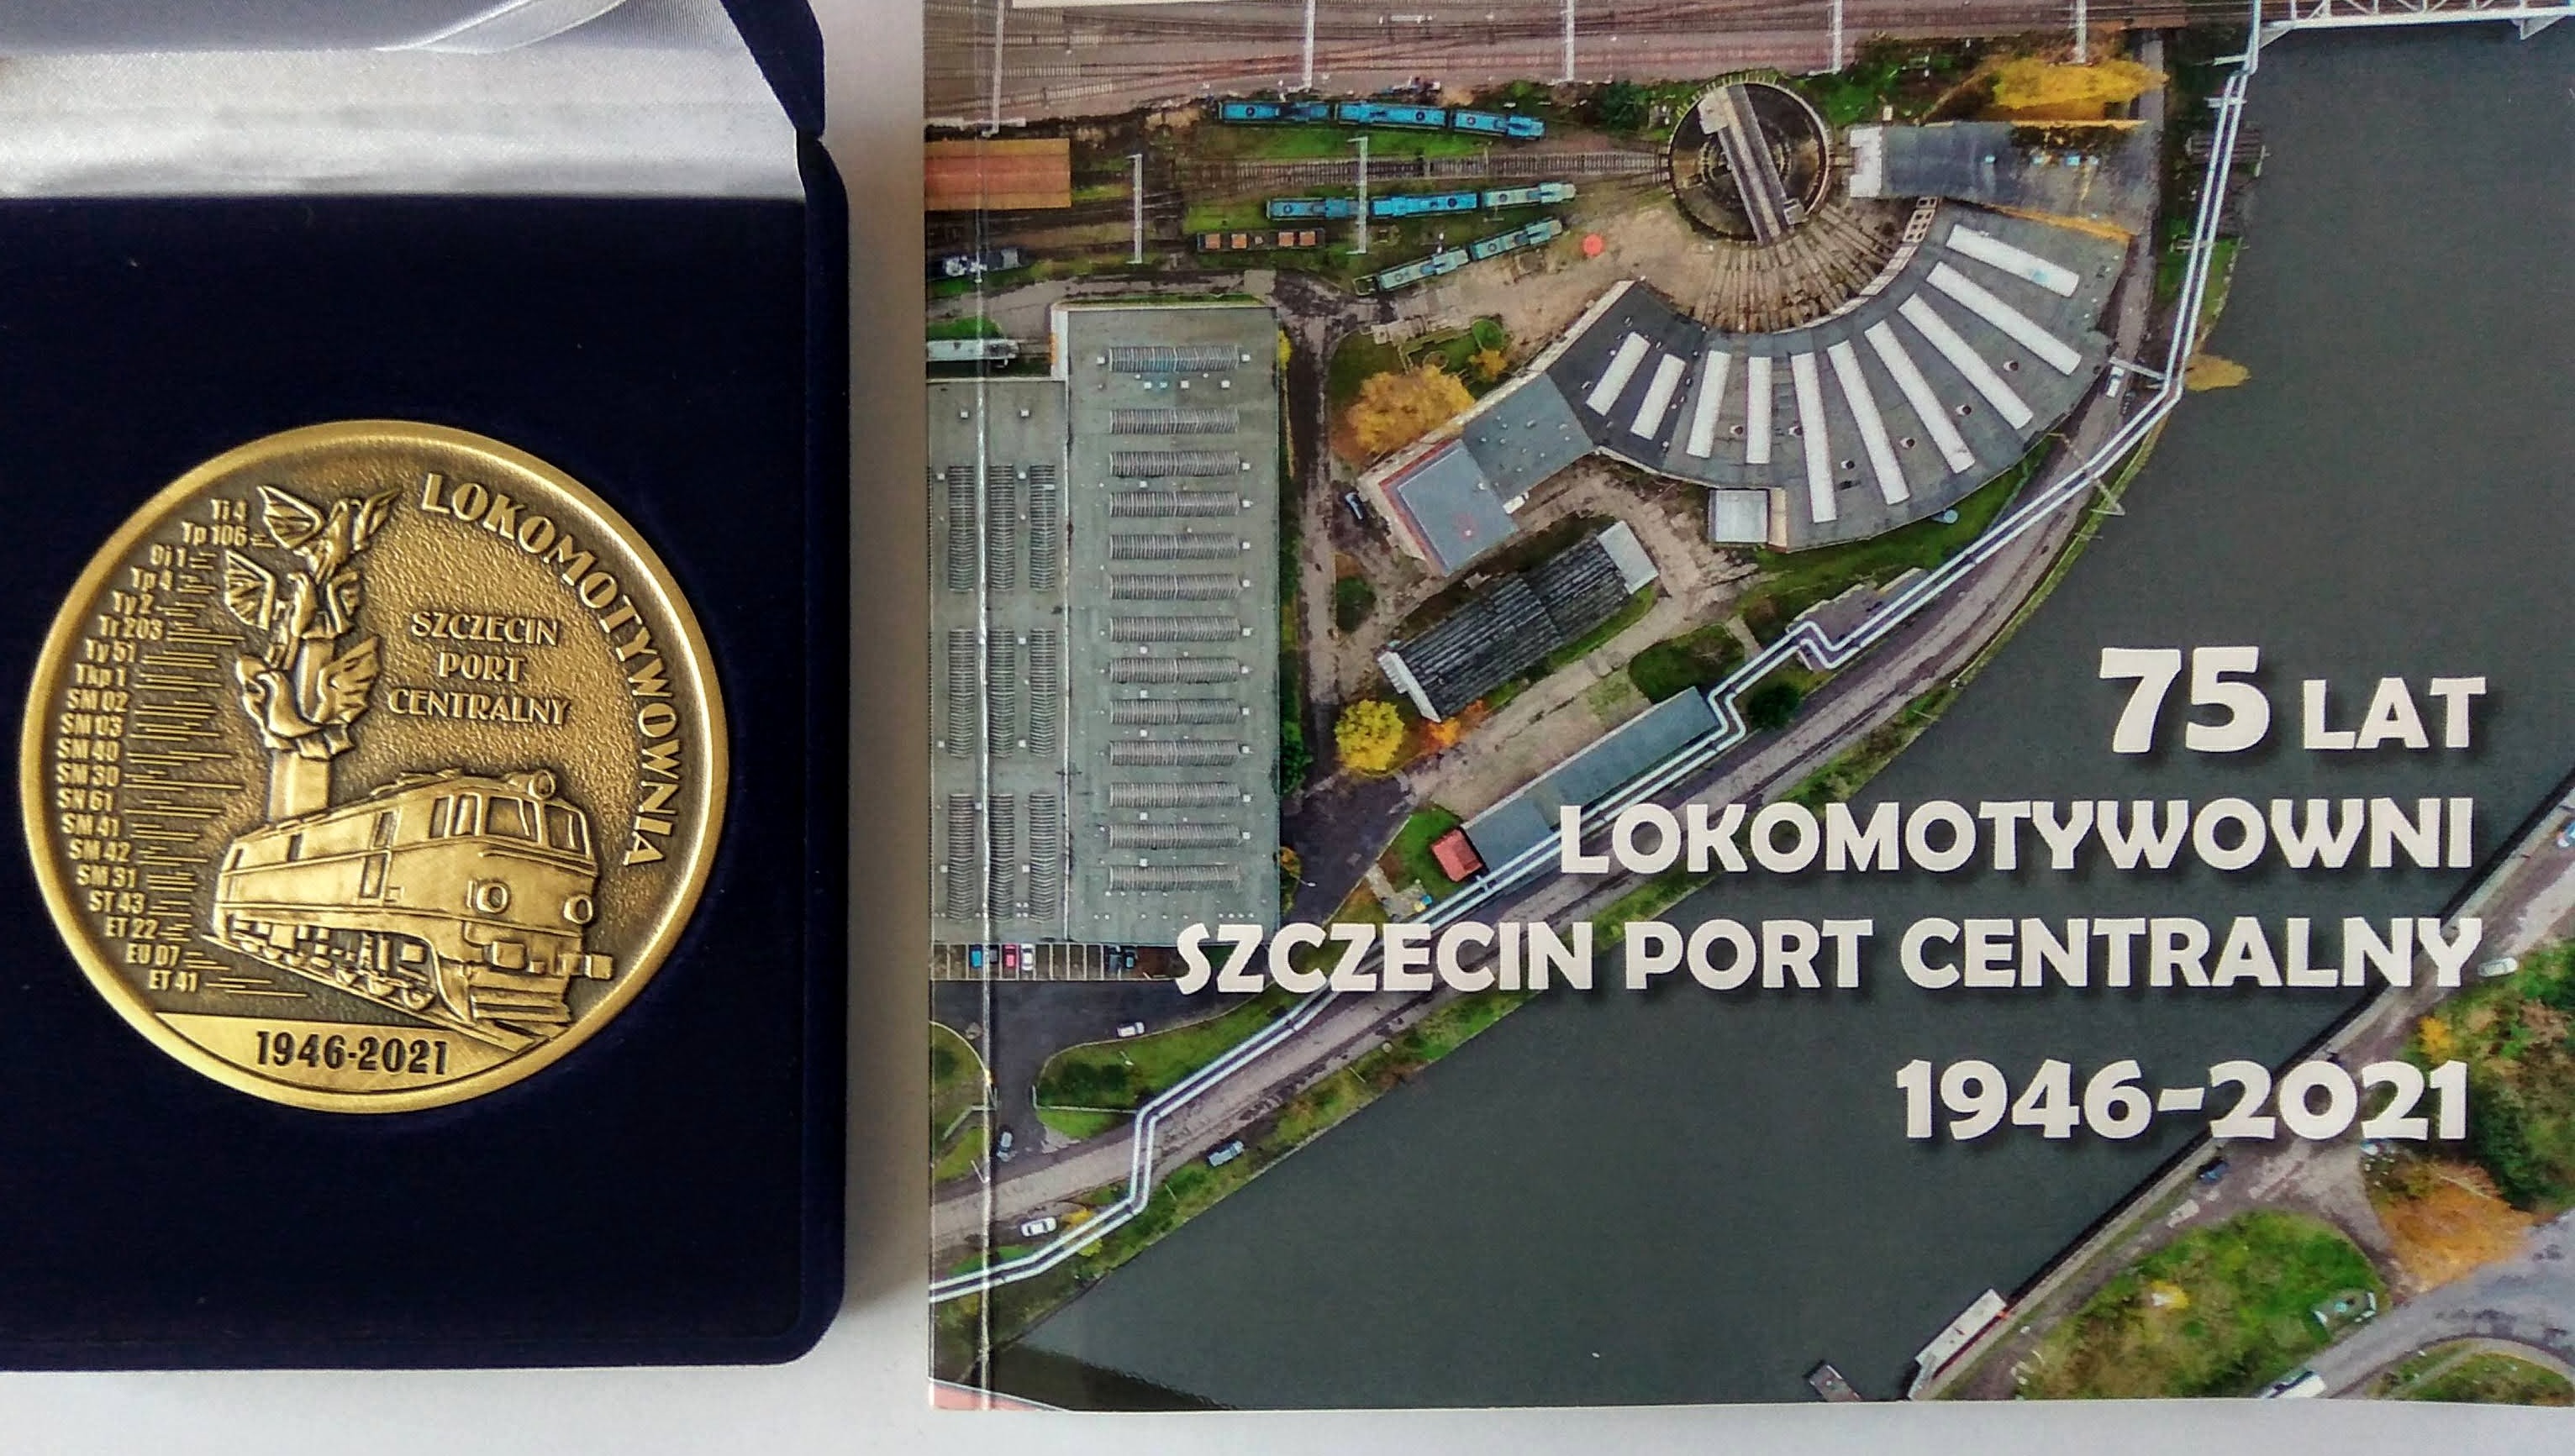 LOKOMOTYWOWNIA
SZCZECIN
PORT
CENTRALNY
Ti 4
Tp 106
Oi 1
Tp 4
Ty 2
Tr 203
Ty 51
Tkp 1
SM 02
SM 03
SM 40
SM 30
SN 61
SM 41
SM 42
SM 31
ST 43
ET 22
EU 07
ET 41
1946-2021
75 LAT
LOKOMOTYWOWNI
SZCZECIN PORT CENTRALNY
1946-2021